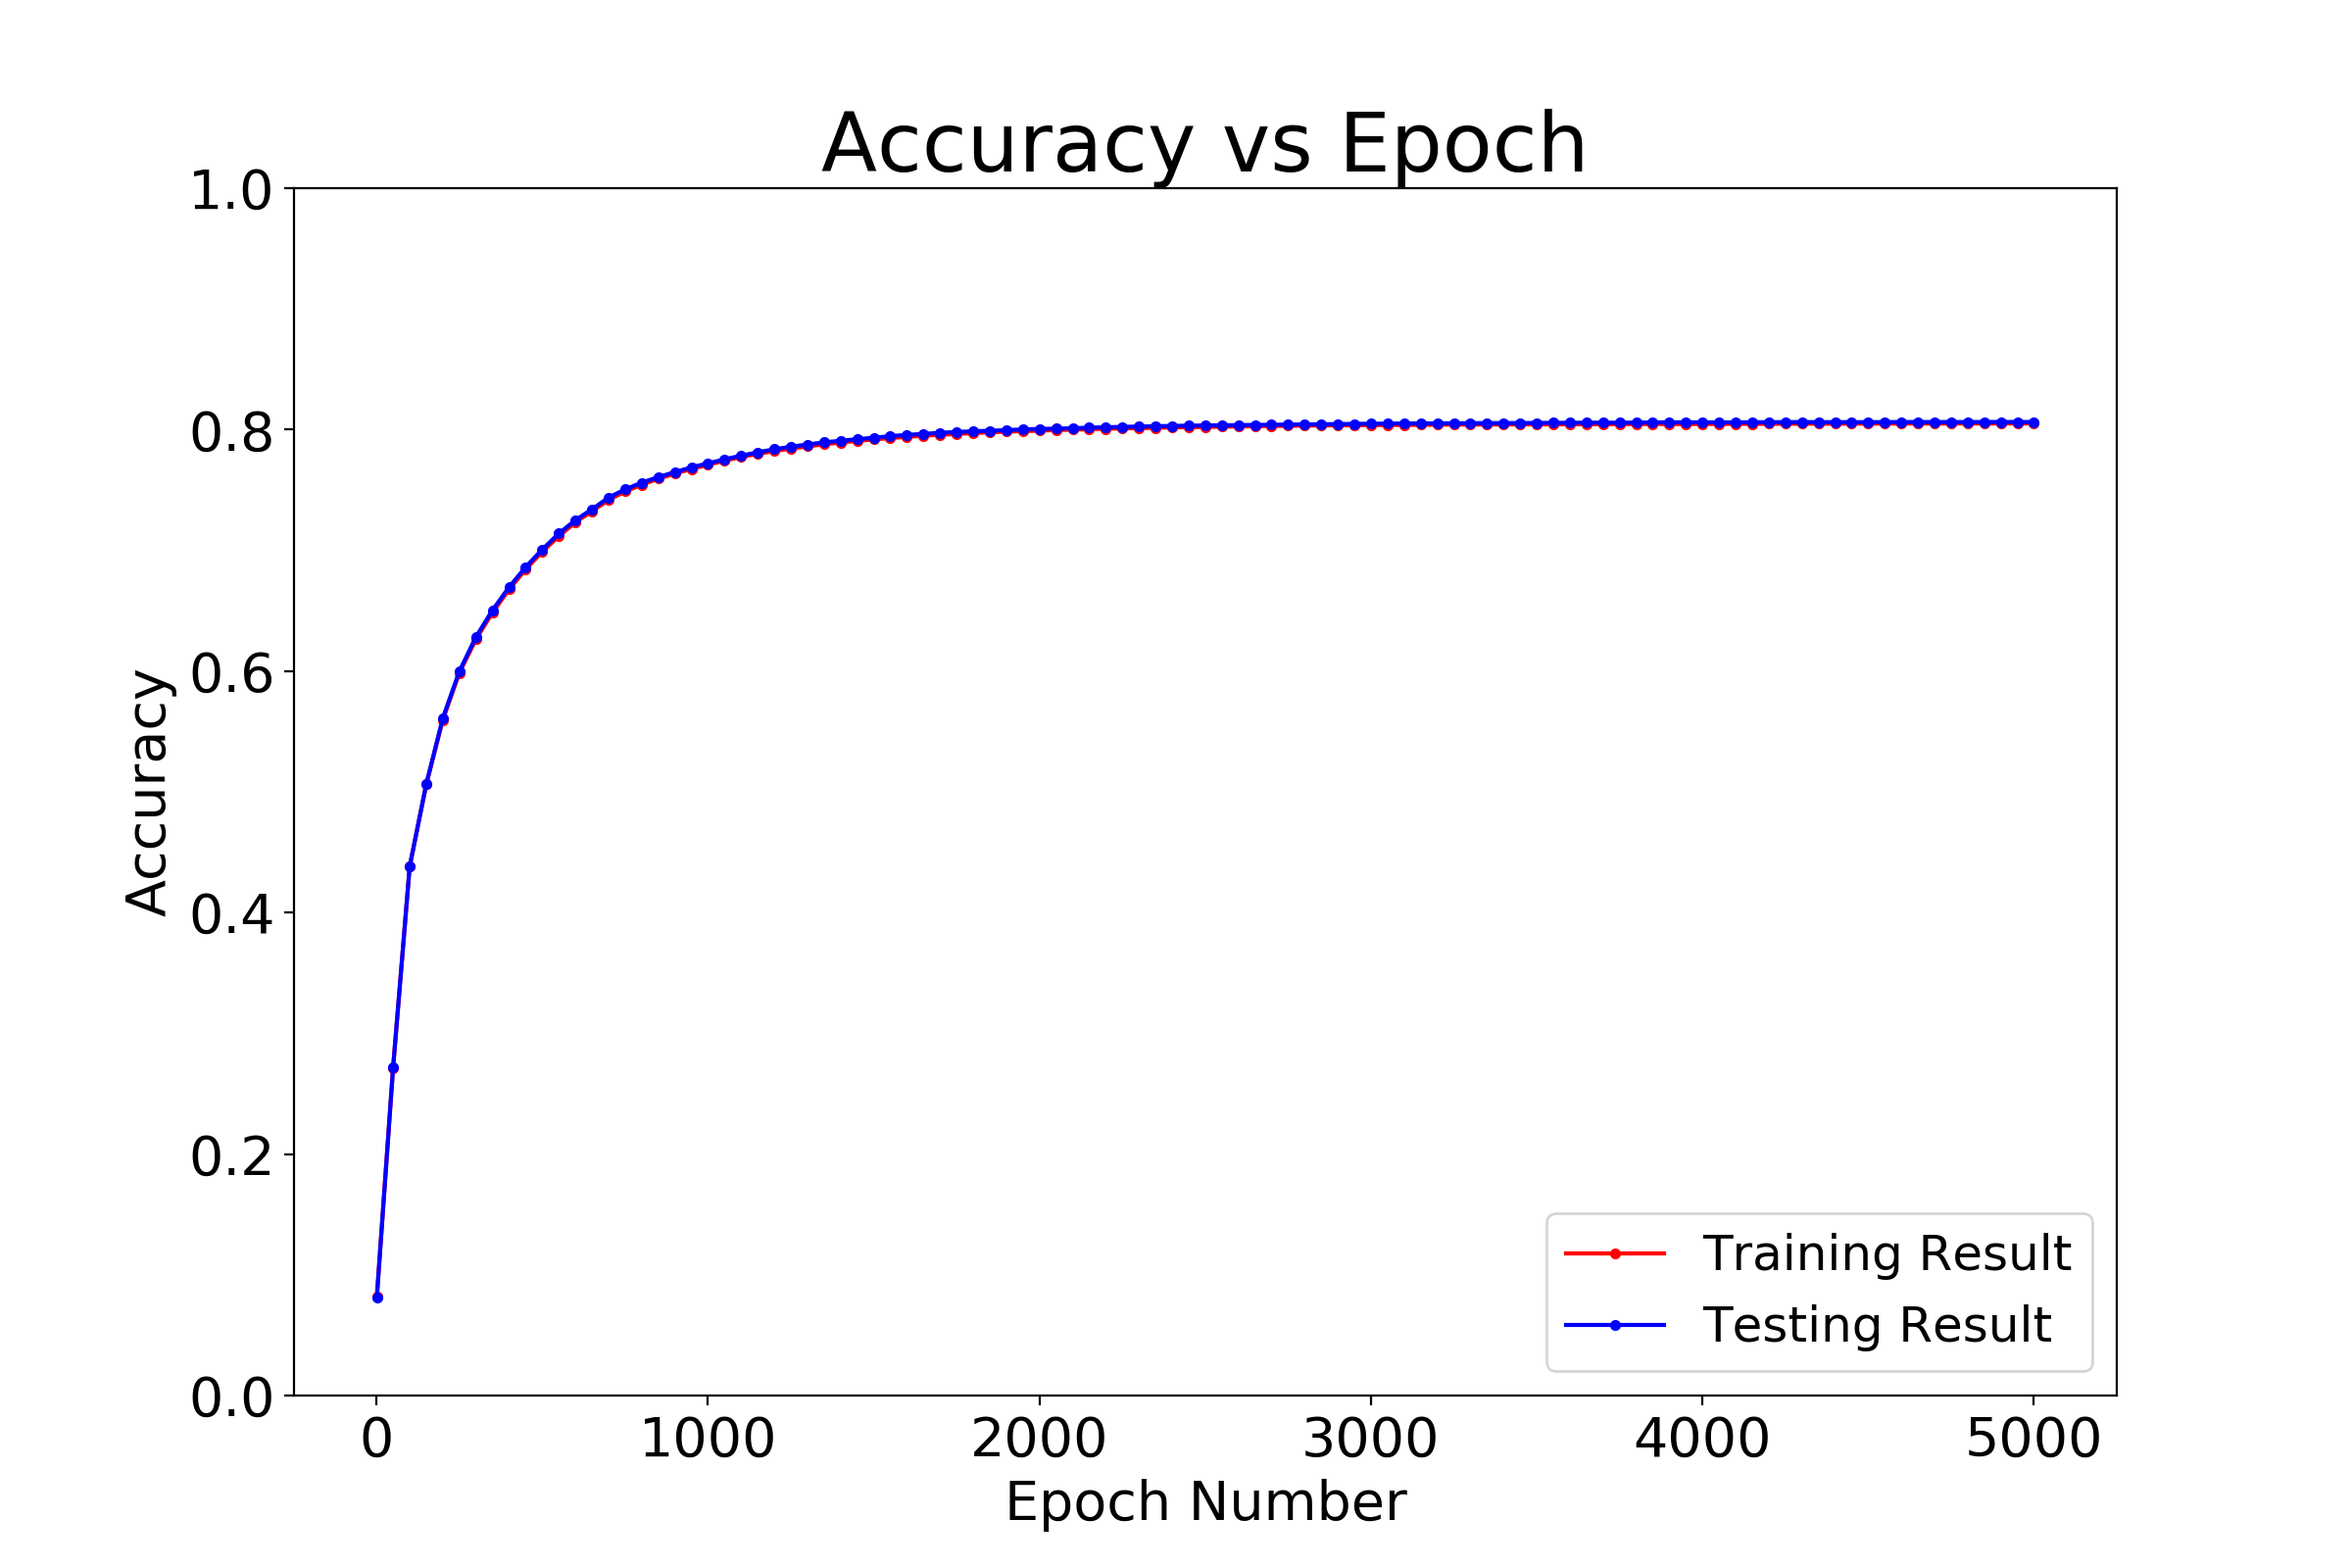 Accuracy vs Epoch
1.0
0.8
0.6
0.4
0.2
0.0
Accuracy
0 1000 2000 3000 4000 5000
Epoch Number
Training Result
Testing Result